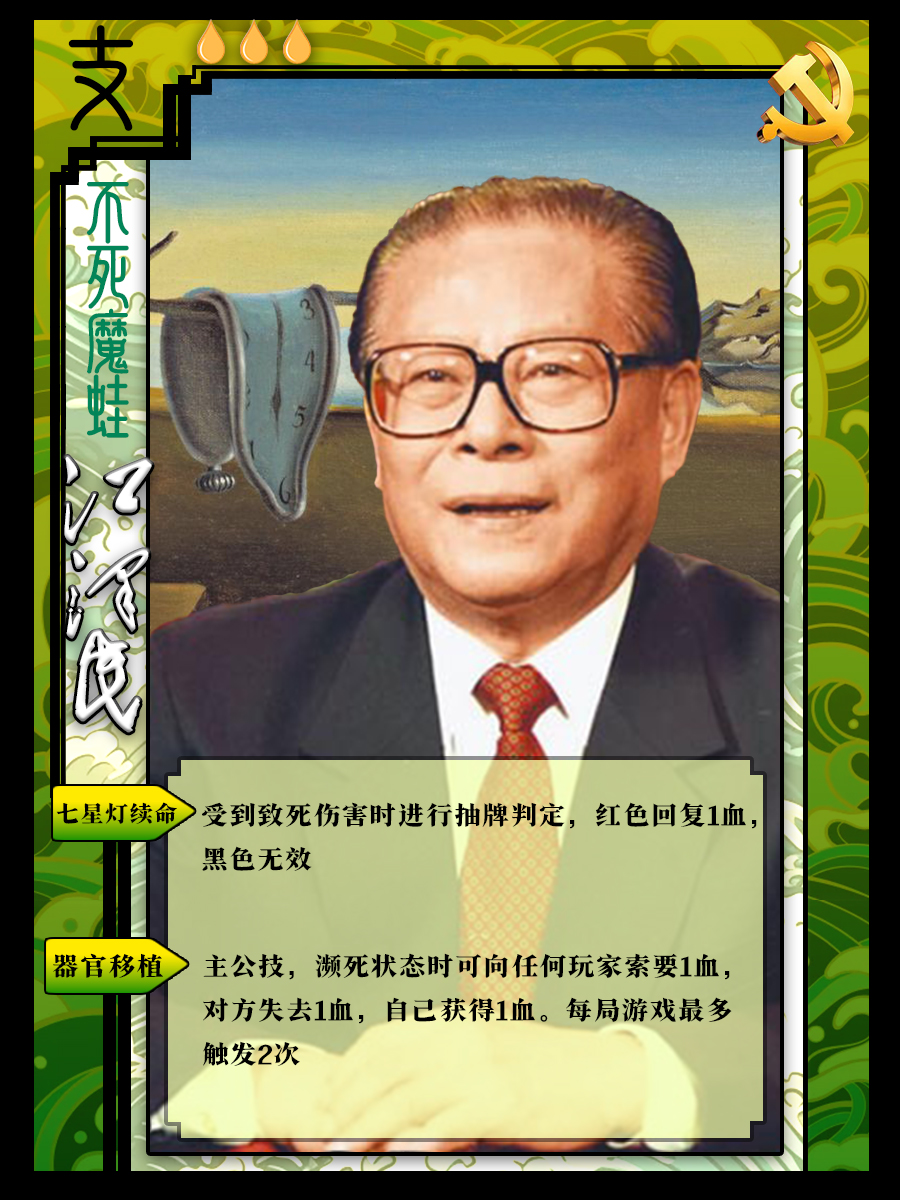 支
不死魔蛙
江泽民
3
4
5
6
七星灯续命
受到致死伤害时进行抽牌判定，红色回复1血，
黑色无效
器官移植
主公技，濒死状态时可向任何玩家索要1血，
对方失去1血，自己获得1血。每局游戏最多
触发2次